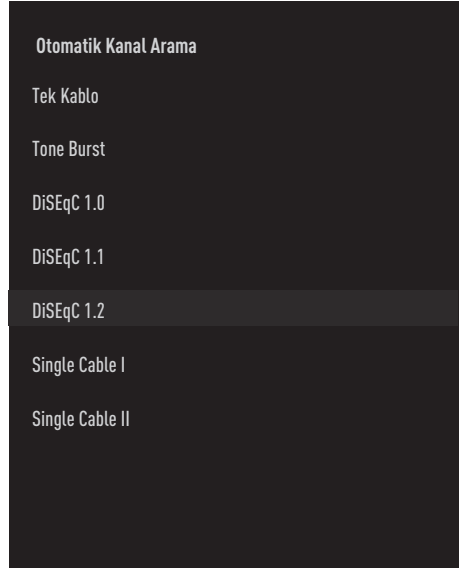 Otomatik Kanal Arama
Tek Kablo
Tone Burst
DiSEqC 1.0
DiSEqC 1.1
DiSEqC 1.2
Single Cable I
Single Cable II